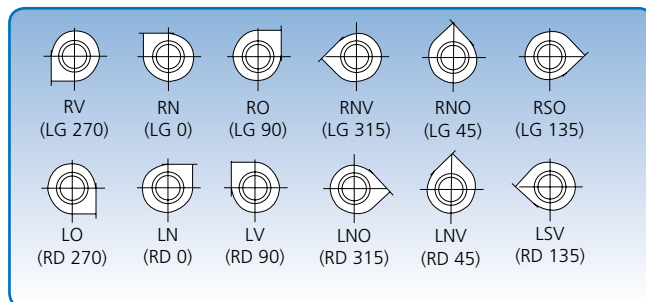 RV RN RO RNV RNO RSO
(LG 270) (LG 0) (LG 90) (LG 315) (LG 45) (LG 135)
LO LN LV LNO LNV LSV
(RD 270) (RD 0) (RD 90) (RD 315) (RD 45) (RD 135)